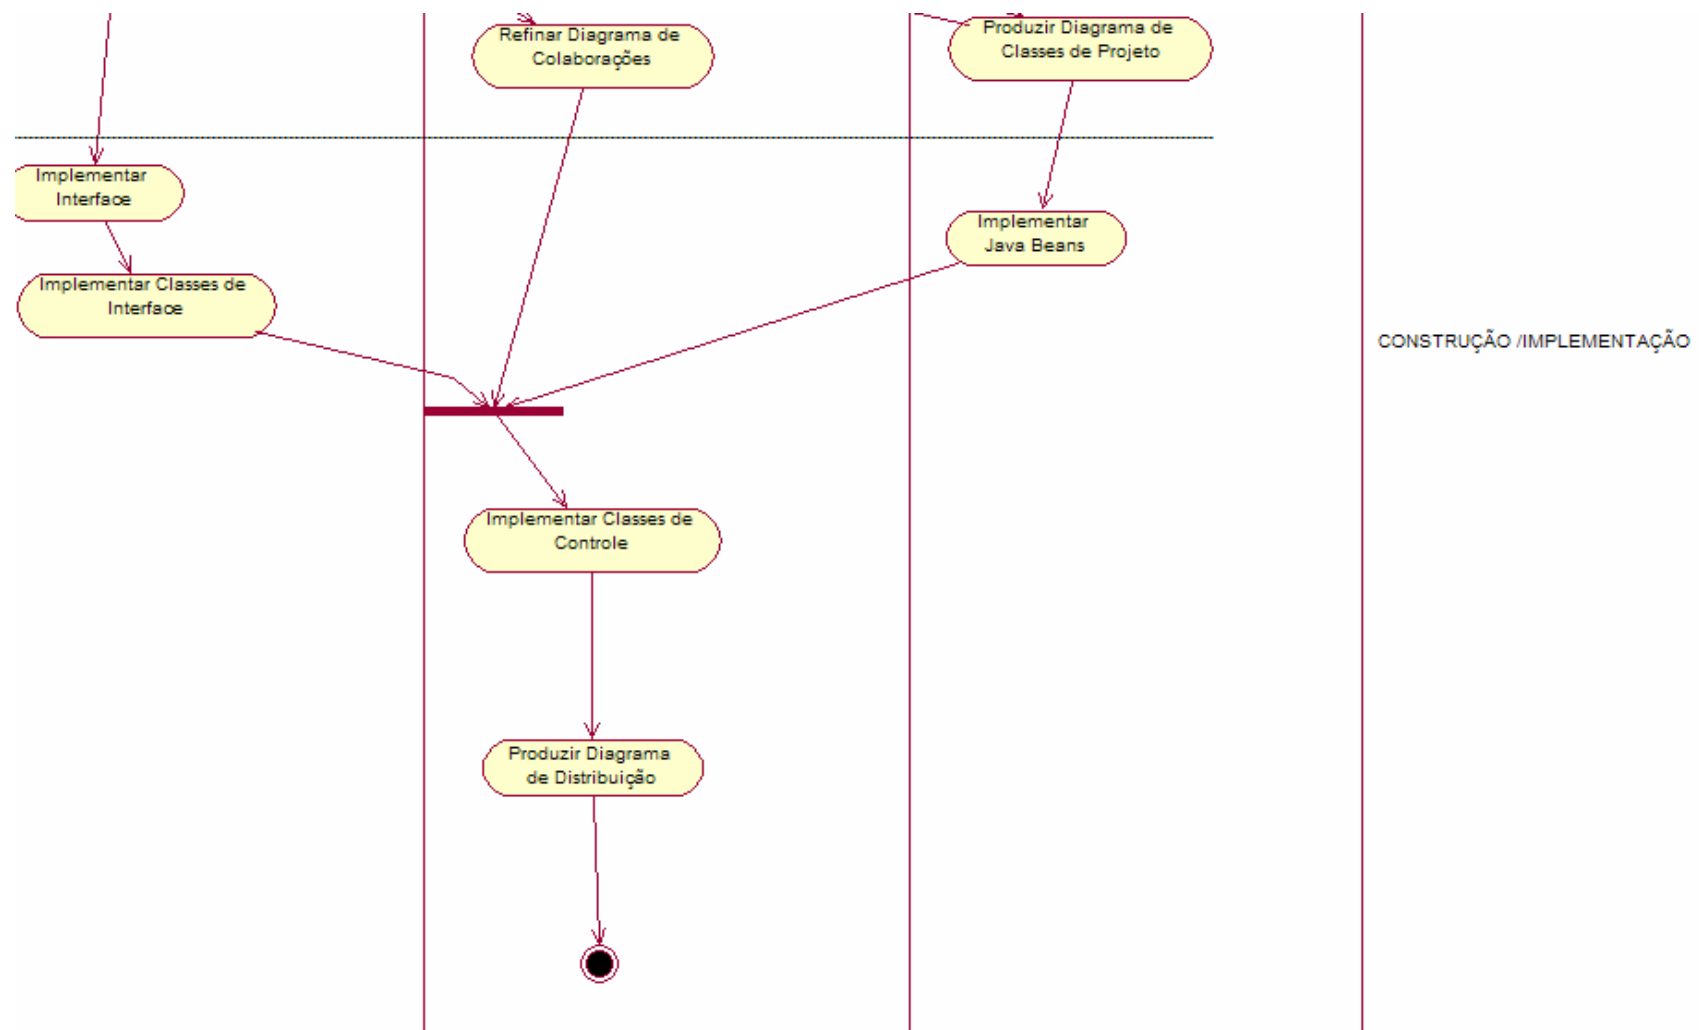 Refinar Diagrama de
Colaborações
Produzir Diagrama de
Classes de Projeto
Implementar
Interface
Implementar
Java Beans
Implementar Classes de
Interface
CONSTRUÇÃO /IMPLEMENTAÇÃO
Implementar Classes de
Controle
Produzir Diagrama
de Distribuição